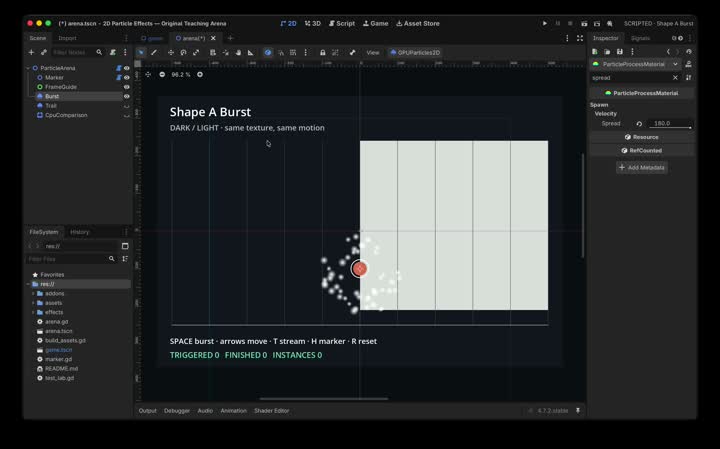 (*) arena.tscn - 2D Particle Effects — Original Teaching Arena
2D
3D
Script
Game
Asset Store
SCRIPTED - Shape A Burst
Scene
Import
Filter Nodes
ParticleArena
Marker
FrameGuide
Burst
Trail
CpuComparison
FileSystem
History
res://
Filter Files
Favorites
res://
addons
assets
effects
arena.gd
arena.tscn
build_assets.gd
game.tscn
marker.gd
README.md
test_lab.gd
game
arena(*)
View
GPUParticles2D
96.2 %
Shape A Burst
DARK / LIGHT · same texture, same motion
SPACE burst · arrows move · T stream · H marker · R reset
TRIGGERED 0 FINISHED 0 INSTANCES 0
Output
Debugger
Audio
Animation
Shader Editor
4.7.2.stable
Inspector
Signals
ParticleProcessMaterial
spread
ParticleProcessMaterial
Spawn
Velocity
Spread
180.0
Resource
RefCounted
Add Metadata